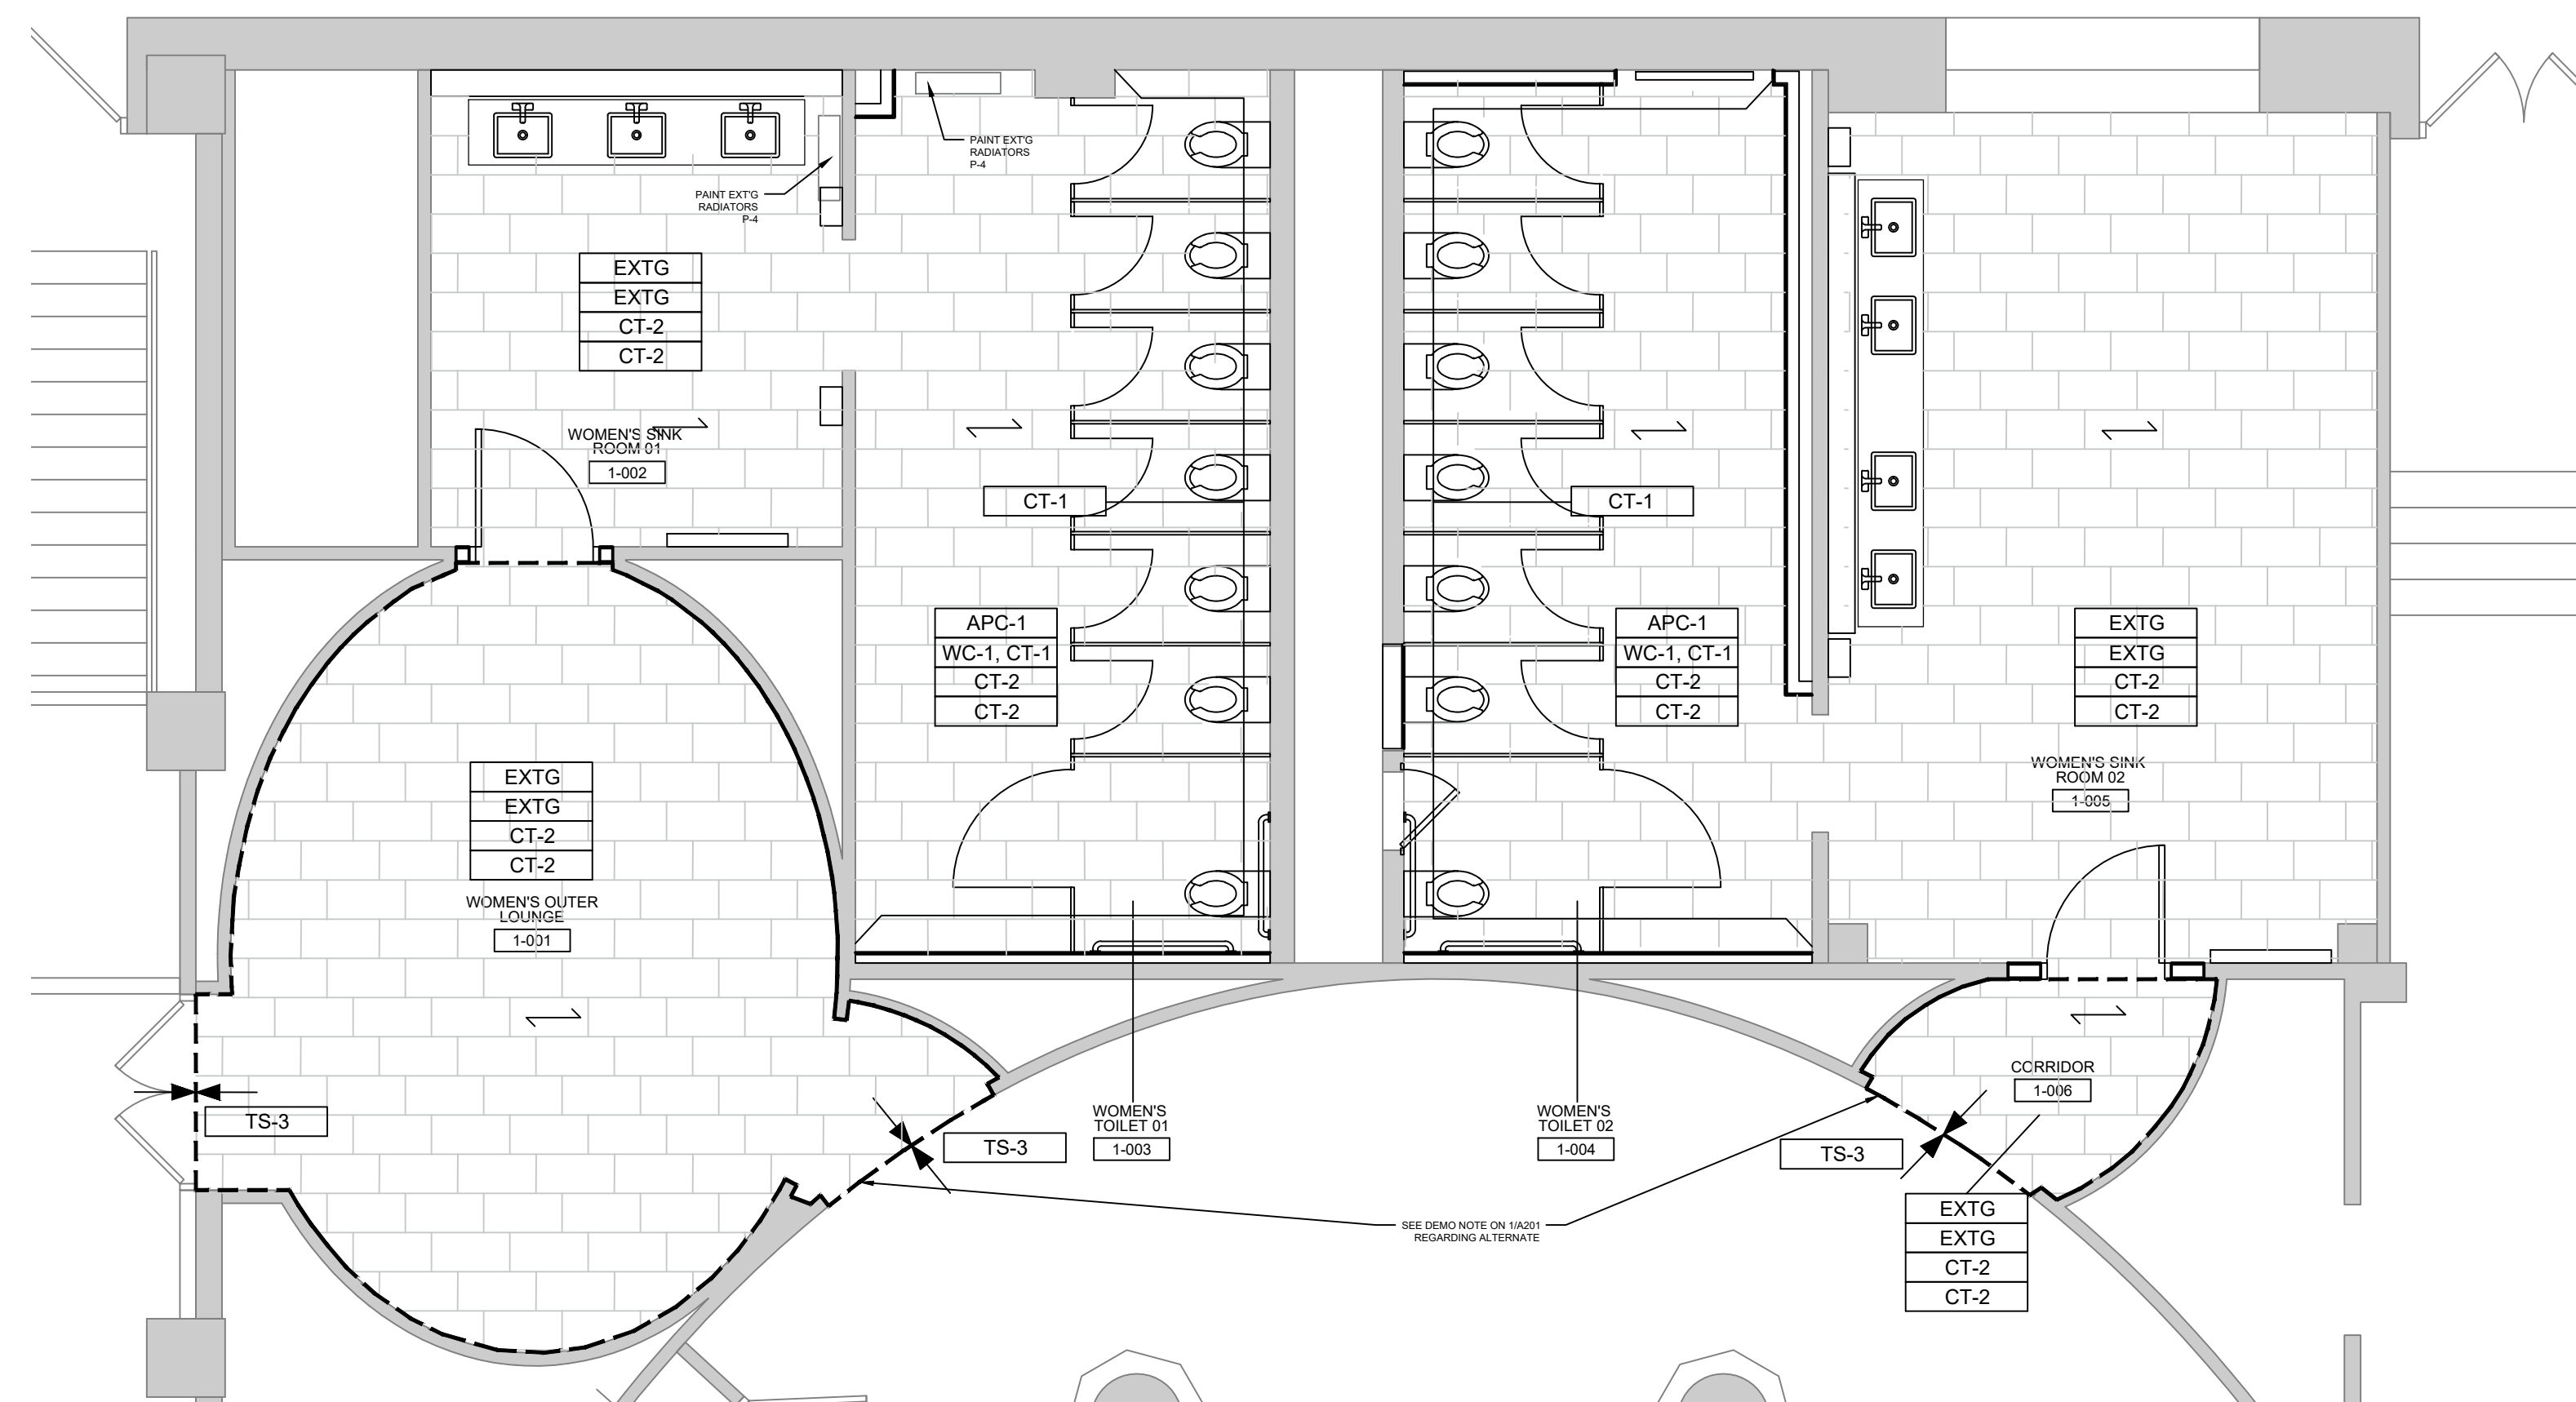 PAINT EXT'G
RADIATORS
P-4
PAINT EXT'G
RADIATORS
P-4
EXTG
EXTG
CT-2
CT-2
WOMEN'S SINK
ROOM 01
1-002
CT-1
CT-1
APC-1
WC-1, CT-1
CT-2
CT-2
APC-1
WC-1, CT-1
CT-2
CT-2
EXTG
EXTG
CT-2
CT-2
WOMEN'S SINK
ROOM 02
1-005
EXTG
EXTG
CT-2
CT-2
WOMEN'S OUTER
LOUNGE
1-001
TS-3
TS-3
WOMEN'S
TOILET 01
1-003
WOMEN'S
TOILET 02
1-004
TS-3
CORRIDOR
1-006
SEE DEMO NOTE ON 1/A201
REGARDING ALTERNATE
EXTG
EXTG
CT-2
CT-2